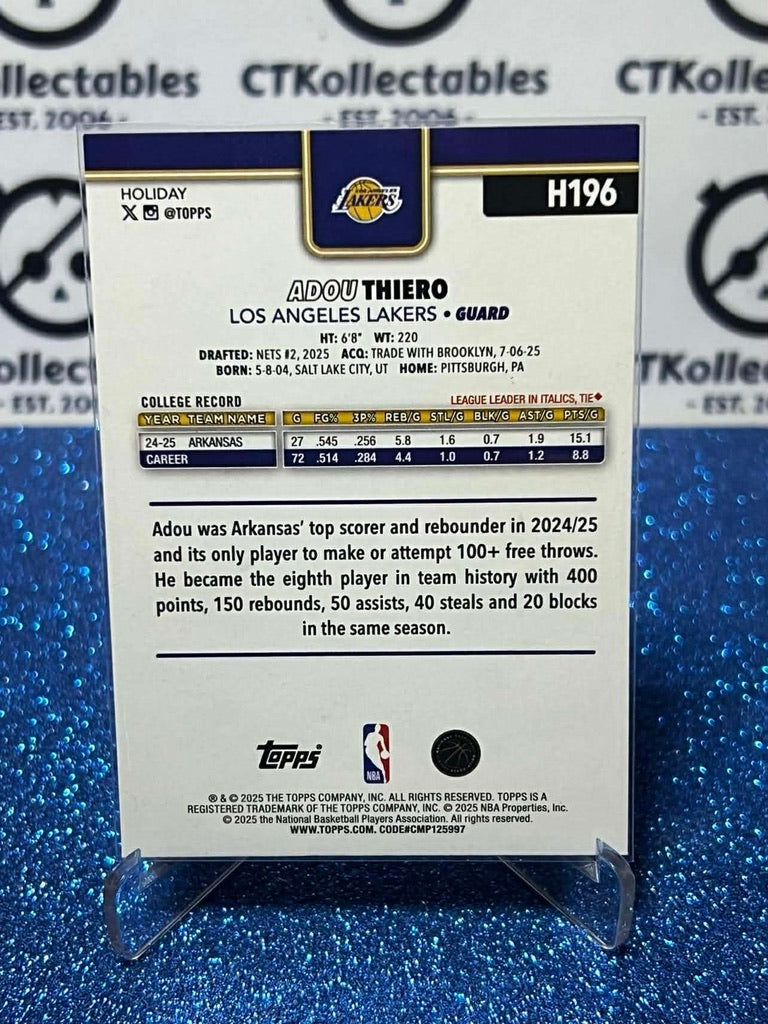 llectables CTKollectables CTKolle
EST. 2006 - - EST. 2006 - - EST.
HOLIDAY
@TOPPS
LAKERS
H196
ADOU THIERO
LOS ANGELES LAKERS • GUARD
HT: 6'8" WT: 220
DRAFTED: NETS #2, 2025 ACQ: TRADE WITH BROOKLYN, 7-06-25
BORN: 5-8-04, SALT LAKE CITY, UT HOME: PITTSBURGH, PA
COLLEGE RECORD LEAGUE LEADER IN ITALICS, TIE◆
YEAR TEAM NAME G FG% 3P% REB/G STL/G BLK/G AST/G PTS/G
24-25 ARKANSAS 27 .545 .256 5.8 1.6 0.7 1.9 15.1
CAREER 72 .514 .284 4.4 1.0 0.7 1.2 8.8
Adou was Arkansas' top scorer and rebounder in 2024/25
and its only player to make or attempt 100+ free throws.
He became the eighth player in team history with 400
points, 150 rebounds, 50 assists, 40 steals and 20 blocks
in the same season.
ollec TKolle
- EST. 20 - EST.
Topps
NBA
® & © 2025 THE TOPPS COMPANY, INC. ALL RIGHTS RESERVED. TOPPS IS A
REGISTERED TRADEMARK OF THE TOPPS COMPANY, INC. © 2025 NBA Properties, Inc.
© 2025 the National Basketball Players Association. All rights reserved.
WWW.TOPPS.COM. CODE#CMP125997